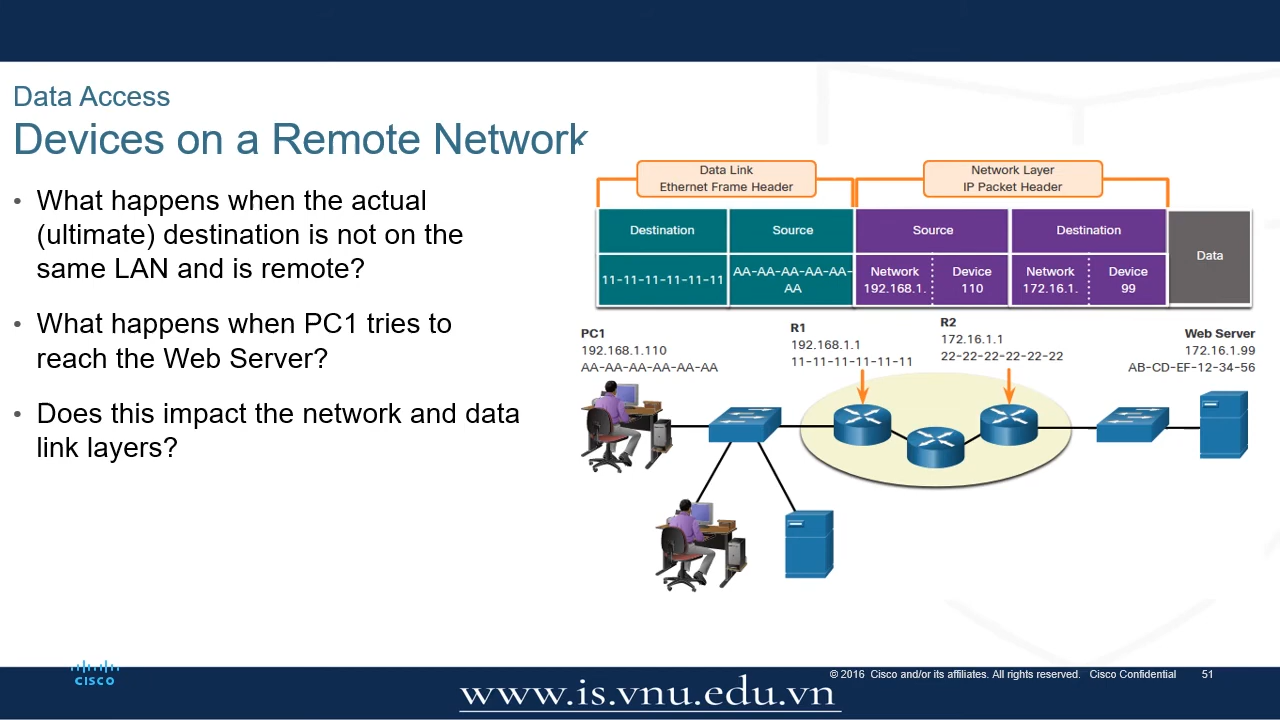 Data Access
Devices on a Remote Network
• What happens when the actual
(ultimate) destination is not on the
same LAN and is remote?
• What happens when PC1 tries to
reach the Web Server?
• Does this impact the network and data
link layers?
Data Link
Ethernet Frame Header
Network Layer
IP Packet Header
Destination
Source
Source
Destination
Data
11-11-11-11-11-11
AA-AA-AA-AA-AA-
AA
Network
192.168.1.
Device
110
Network
172.16.1.
Device
99
PC1
192.168.1.110
AA-AA-AA-AA-AA-AA
R1
192.168.1.1
11-11-11-11-11-11
R2
172.16.1.1
22-22-22-22-22-22
Web Server
172.16.1.99
AB-CD-EF-12-34-56
CISCO
© 2016 Cisco and/or its affiliates. All rights reserved. Cisco Confidential 51
www.is.vnu.edu.vn